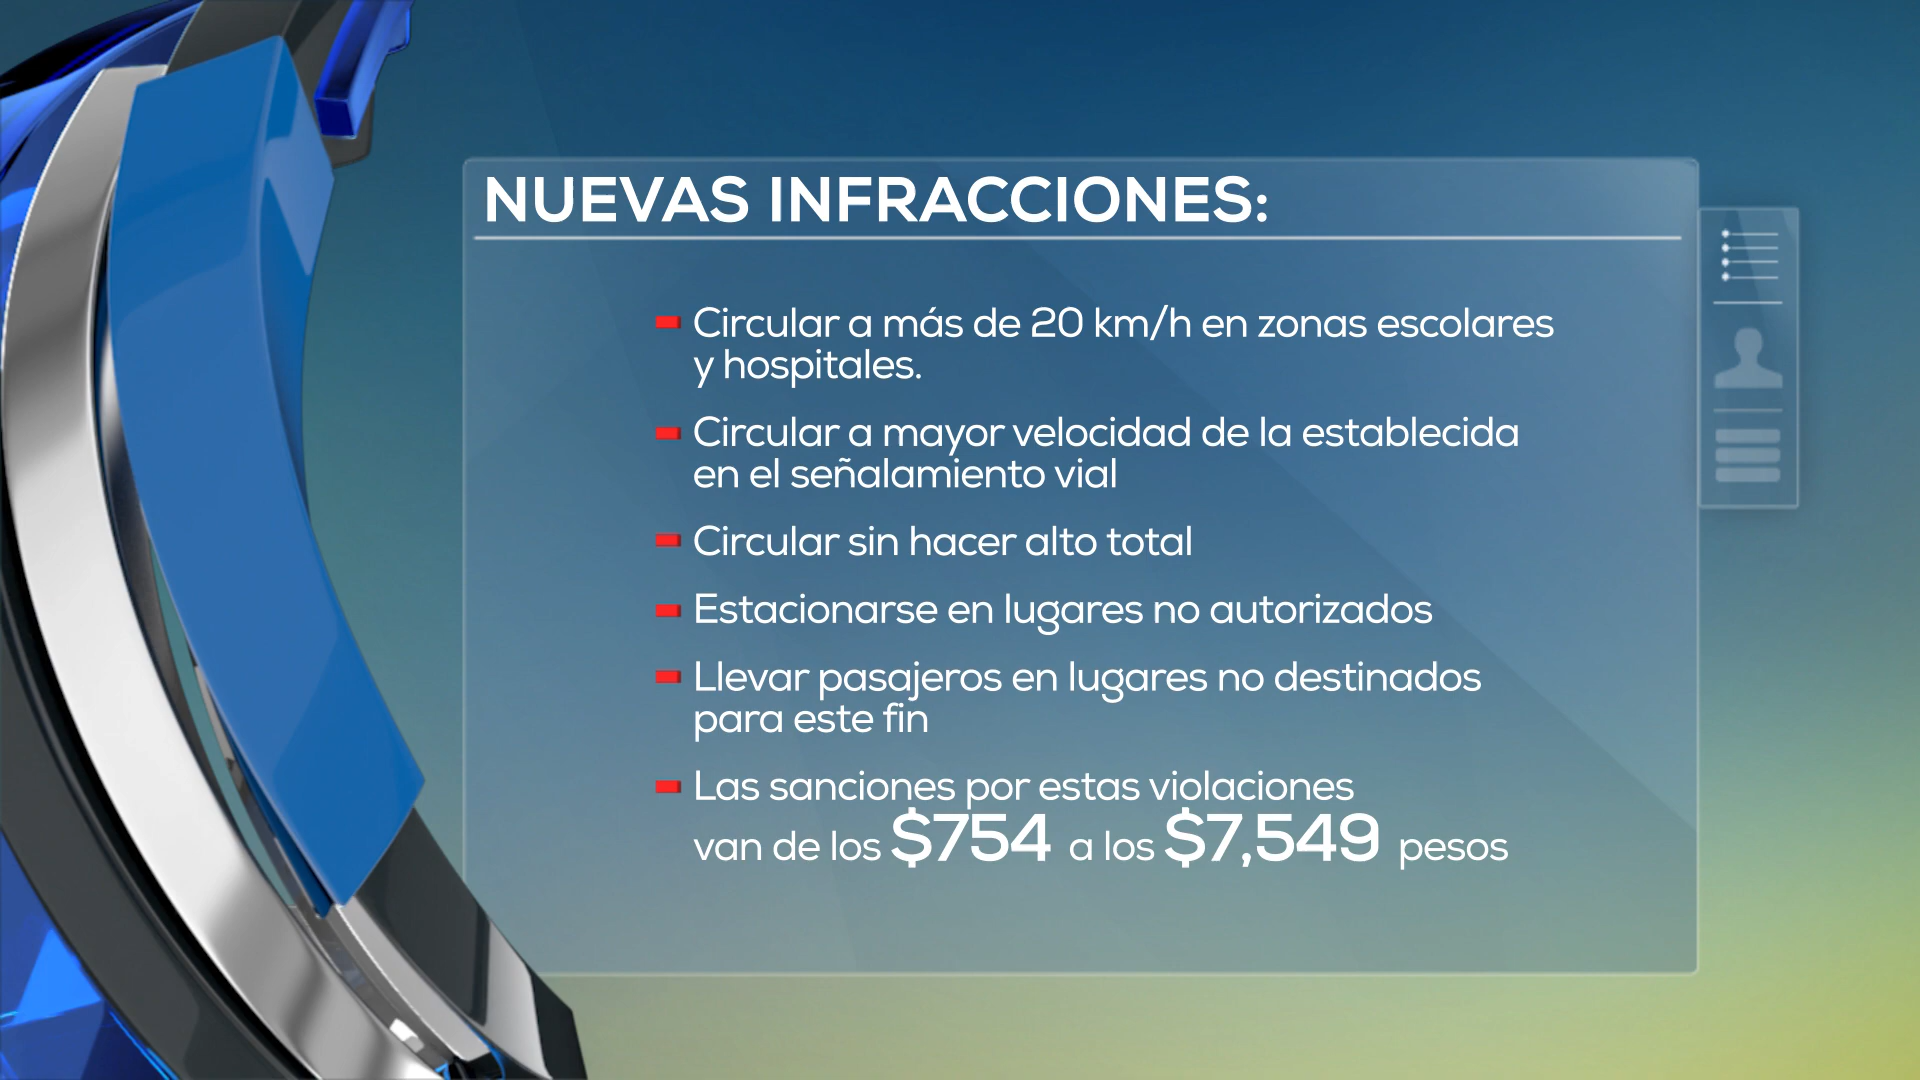 NUEVAS INFRACCIONES:
Circular a más de 20 km/h en zonas escolares
y hospitales.
Circular a mayor velocidad de la establecida
en el señalamiento vial
Circular sin hacer alto total
Estacionarse en lugares no autorizados
Llevar pasajeros en lugares no destinados
para este fin
Las sanciones por estas violaciones
van de los $754 a los $7,549 pesos